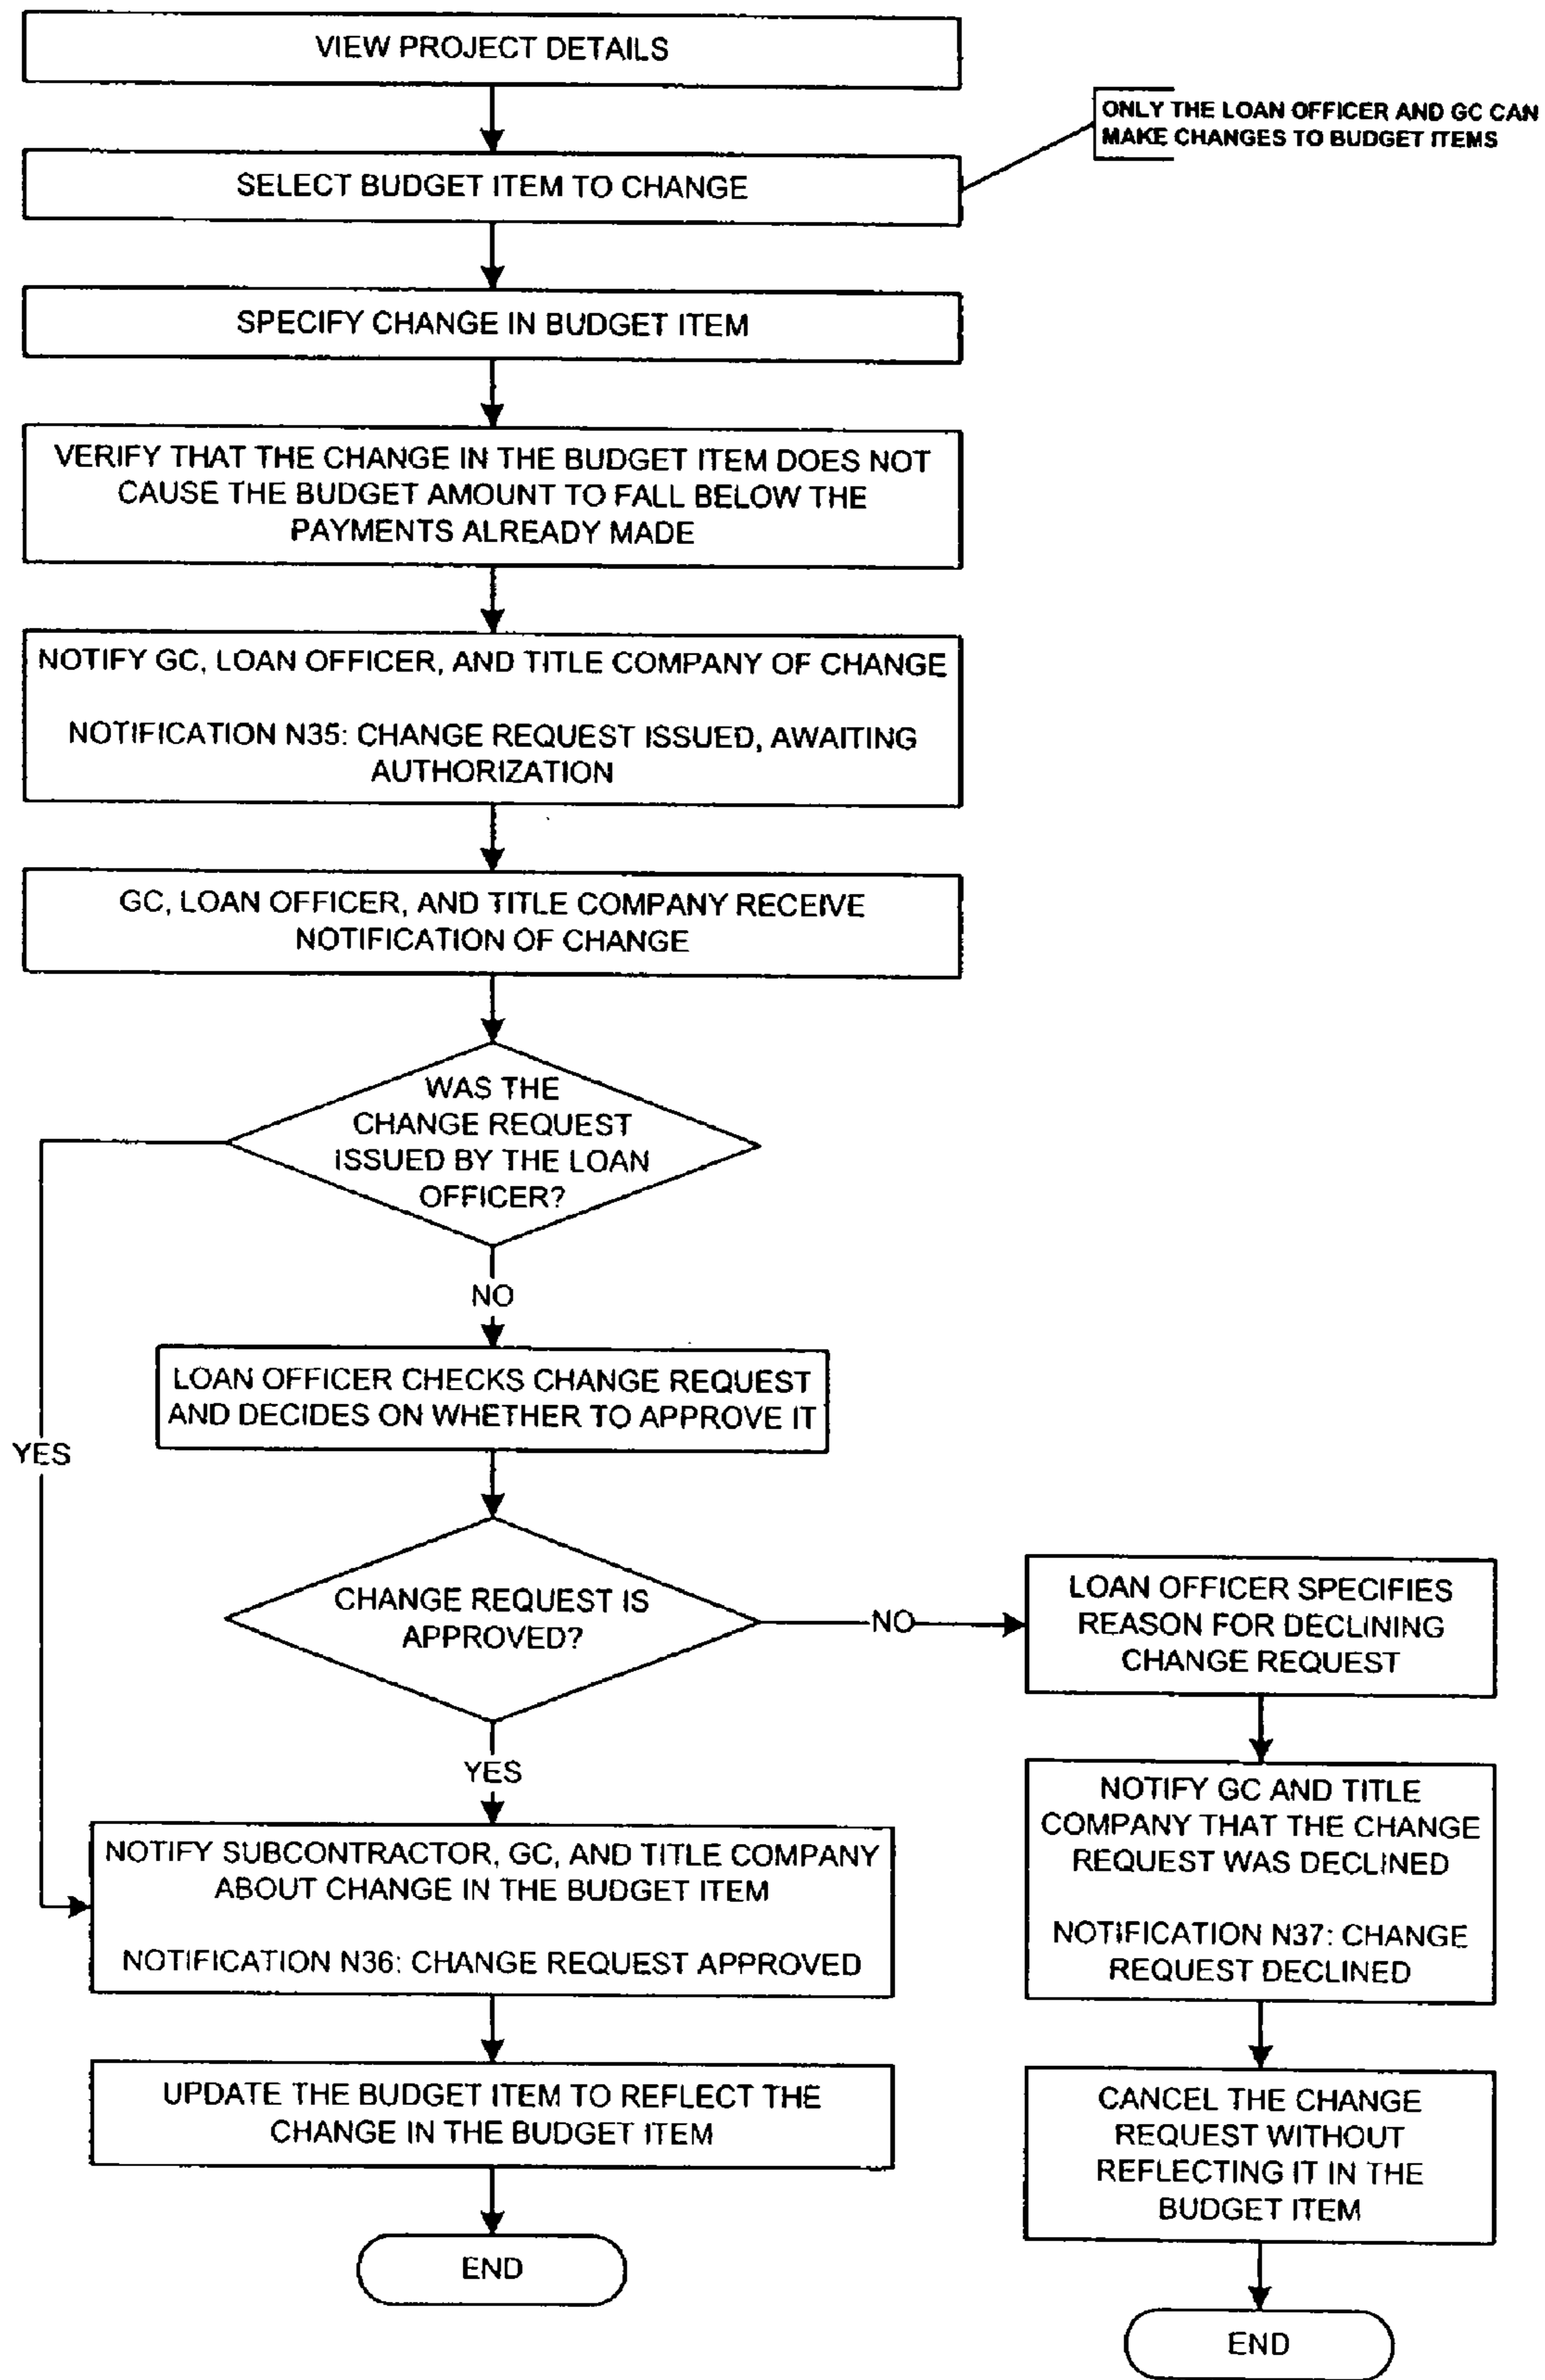 VIEW PROJECT DETAILS
ONLY THE LOAN OFFICER AND GC CAN
MAKE CHANGES TO BUDGET ITEMS
SELECT BUDGET ITEM TO CHANGE
SPECIFY CHANGE IN BUDGET ITEM
VERIFY THAT THE CHANGE IN THE BUDGET ITEM DOES NOT
CAUSE THE BUDGET AMOUNT TO FALL BELOW THE
PAYMENTS ALREADY MADE
NOTIFY GC, LOAN OFFICER, AND TITLE COMPANY OF CHANGE
NOTIFICATION N35: CHANGE REQUEST ISSUED, AWAITING
AUTHORIZATION
GC, LOAN OFFICER, AND TITLE COMPANY RECEIVE
NOTIFICATION OF CHANGE
WAS THE
CHANGE REQUEST
ISSUED BY THE LOAN
OFFICER?
NO
LOAN OFFICER CHECKS CHANGE REQUEST
AND DECIDES ON WHETHER TO APPROVE IT
YES
CHANGE REQUEST IS
APPROVED?
NO
LOAN OFFICER SPECIFIES
REASON FOR DECLINING
CHANGE REQUEST
YES
NOTIFY SUBCONTRACTOR, GC, AND TITLE COMPANY
ABOUT CHANGE IN THE BUDGET ITEM
NOTIFICATION N36: CHANGE REQUEST APPROVED
NOTIFY GC AND TITLE
COMPANY THAT THE CHANGE
REQUEST WAS DECLINED
NOTIFICATION N37: CHANGE
REQUEST DECLINED
UPDATE THE BUDGET ITEM TO REFLECT THE
CHANGE IN THE BUDGET ITEM
CANCEL THE CHANGE
REQUEST WITHOUT
REFLECTING IT IN THE
BUDGET ITEM
END
END